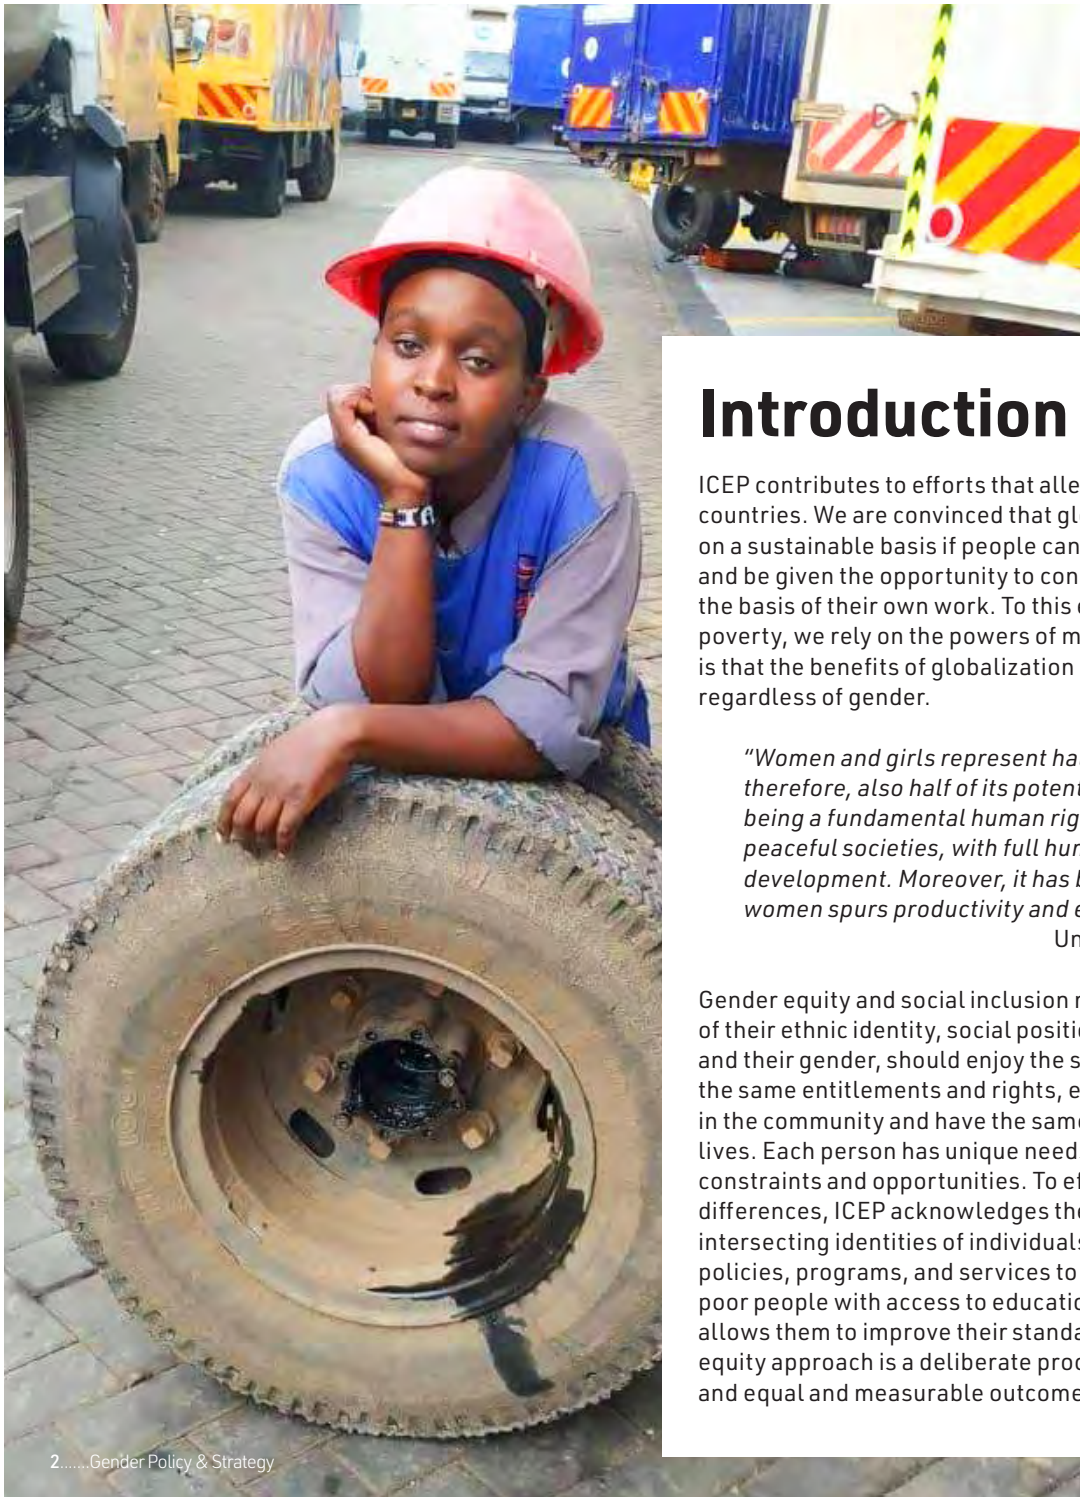 Introduction
ICEP contributes to efforts that alle
countries. We are convinced that gl
on a sustainable basis if people can
and be given the opportunity to con
the basis of their own work. To this
poverty, we rely on the powers of m
is that the benefits of globalization
regardless of gender.
“Women and girls represent ha
therefore, also half of its potent
being a fundamental human rig
peaceful societies, with full hu
development. Moreover, it has
women spurs productivity and e
Un
Gender equity and social inclusion
of their ethnic identity, social positi
and their gender, should enjoy the s
the same entitlements and rights, e
in the community and have the same
lives. Each person has unique need
constraints and opportunities. To ef
differences, ICEP acknowledges the
intersecting identities of individuals
policies, programs, and services to
poor people with access to educatio
allows them to improve their standa
equity approach is a deliberate proc
and equal and measurable outcome
2.......Gender Policy & Strategy